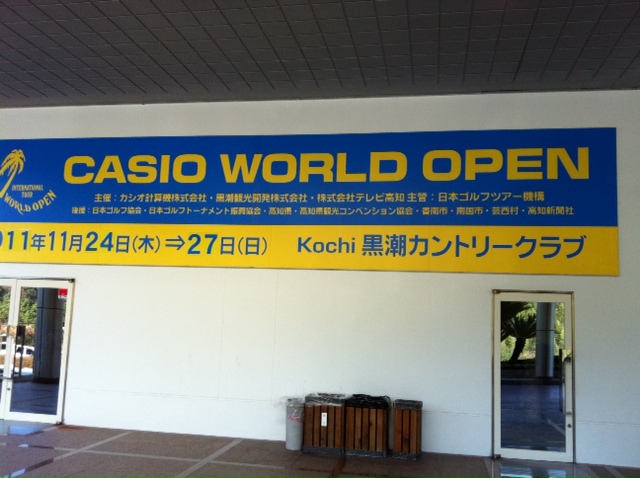 CASIO WORLD OPEN
INTERNATIONAL
WORLD OPEN
主催：カシオ計算機株式会社・黒潮観光開発株式会社・株式会社テレビ高知 主管：日本ゴルフツアー機構
後援：日本ゴルフ協会・日本ゴルフトーナメント振興協会・高知県・高知県観光コンベンション協会・香南市・南国市・芸西村・高知新聞社
011年11月24日(木)⇒27日(日) Kochi 黒潮カントリークラブ